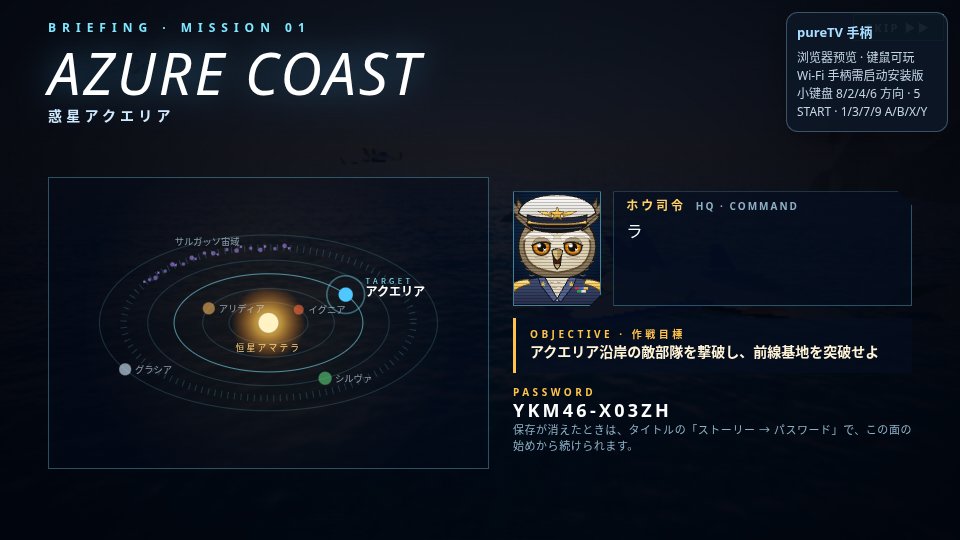 BRIEFING · MISSION 01
AZURE COAST
惑星アクエリア
pureTV 手柄
浏览器预览 · 键鼠可玩
Wi-Fi 手柄需启动安装版
小键盘 8/2/4/6 方向 · 5
START · 1/3/7/9 A/B/X/Y
サルガッソ宙域
TARGET
アクエリア
アリディア
イグニア
恒星アマテラ
グラシア
シルヴァ
ホウ司令 HQ · COMMAND
ラ
OBJECTIVE · 作戦目標
アクエリア沿岸の敵部隊を撃破し、前線基地を突破せよ
PASSWORD
YKM46-X03ZH
保存が消えたときは、タイトルの「ストーリー → パスワード」で、この面の
始めから続けられます。